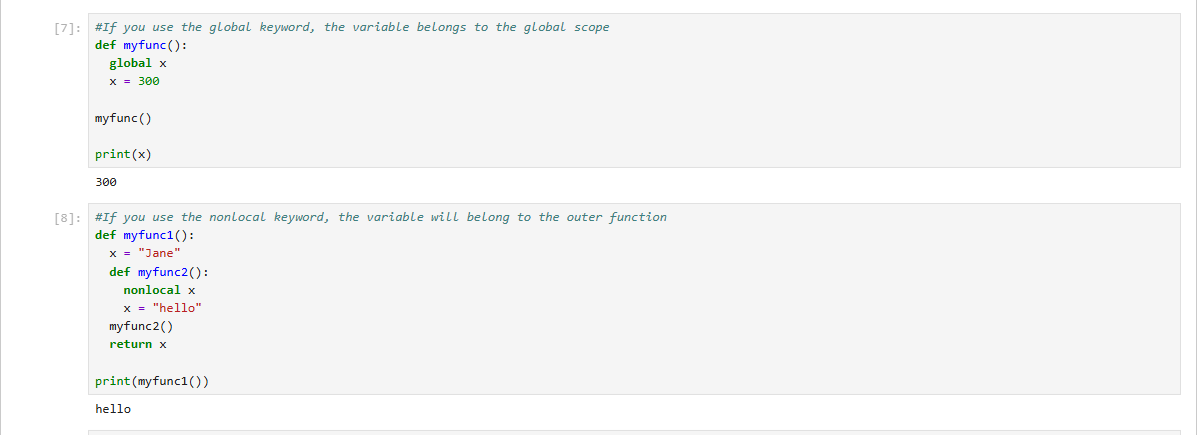 [7]: #If you use the global keyword, the variable belongs to the global scope
def myfunc():
  global x
  x = 300

myfunc()

print(x)
300
[8]: #If you use the nonlocal keyword, the variable will belong to the outer function
def myfunc1():
  x = "Jane"
  def myfunc2():
    nonlocal x
    x = "hello"
  myfunc2()
  return x

print(myfunc1())
hello